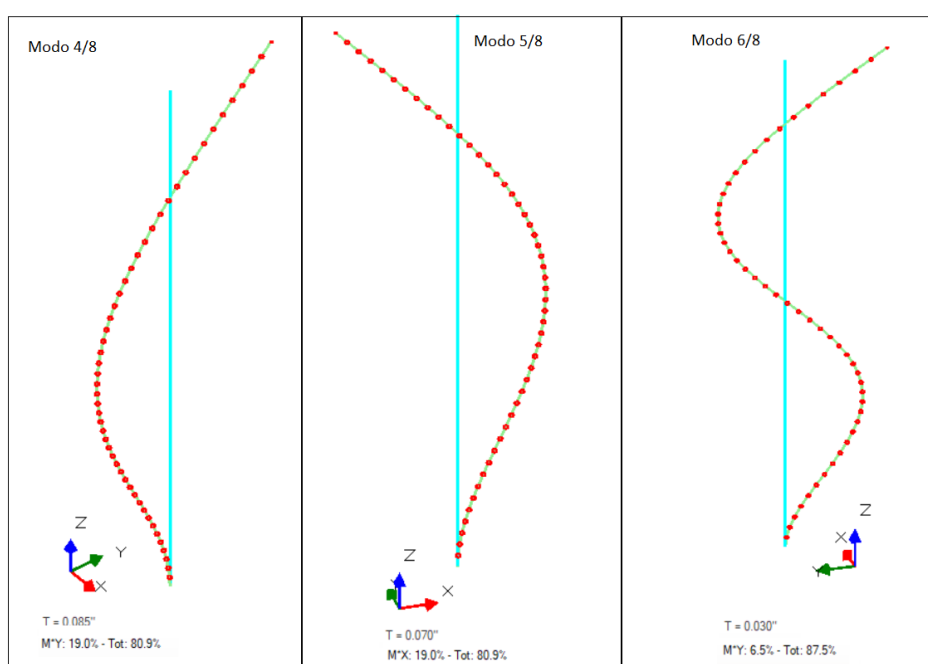 Modo 4/8
Z
Y
X
T = 0.085"
M*Y: 19.0% - Tot: 80.9%
Modo 5/8
Z
X
T = 0.070"
M*X: 19.0% - Tot: 80.9%
Modo 6/8
Z
X
Y
T = 0.030"
M*Y: 6.5% - Tot: 87.5%